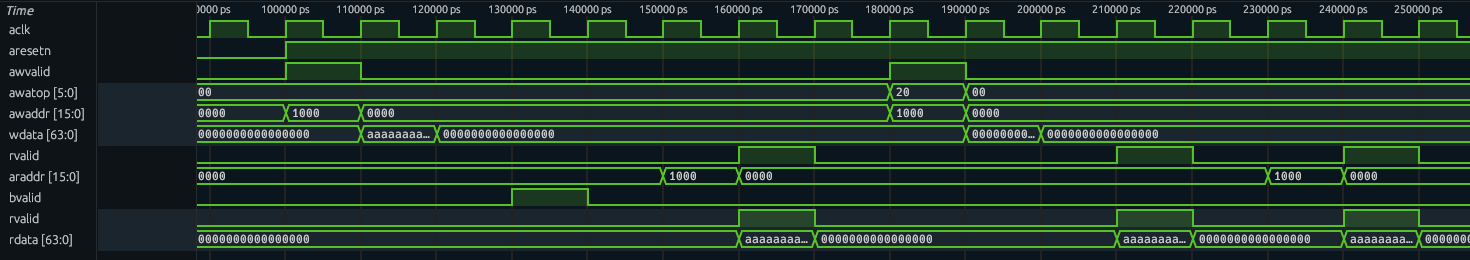 Time 0000 ps 100000 ps 110000 ps 120000 ps 130000 ps 140000 ps 150000 ps 160000 ps 170000 ps 180000 ps 190000 ps 200000 ps 210000 ps 220000 ps 230000 ps 240000 ps 250000 ps
aclk
aresetn
awvalid
awatop [5:0] 00 20 00
awaddr [15:0] 0000 1000 0000 1000 0000
wdata [63:0] 0000000000000000 aaaaaaaa… 0000000000000000 00000000… 0000000000000000
rvalid
araddr [15:0] 0000 1000 0000 1000 0000
bvalid
rvalid
rdata [63:0] 0000000000000000 aaaaaaaa… 0000000000000000 aaaaaaaa… 0000000000000000 aaaaaaaa… 0000000